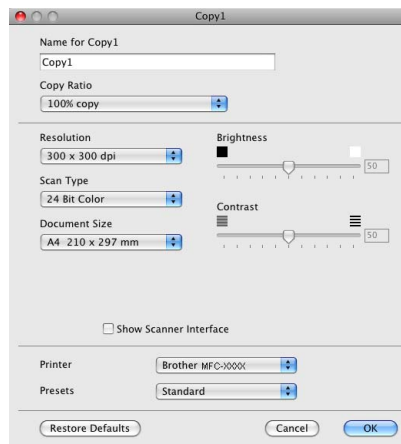 Copy1
Name for Copy1
Copy1
Copy Ratio
100% copy
Resolution
300 x 300 dpi
Scan Type
24 Bit Color
Document Size
A4 210 x 297 mm
Brightness
50
Contrast
50
Show Scanner Interface
Printer
Brother MFC-XXXX
Presets
Standard
Restore Defaults
Cancel
OK